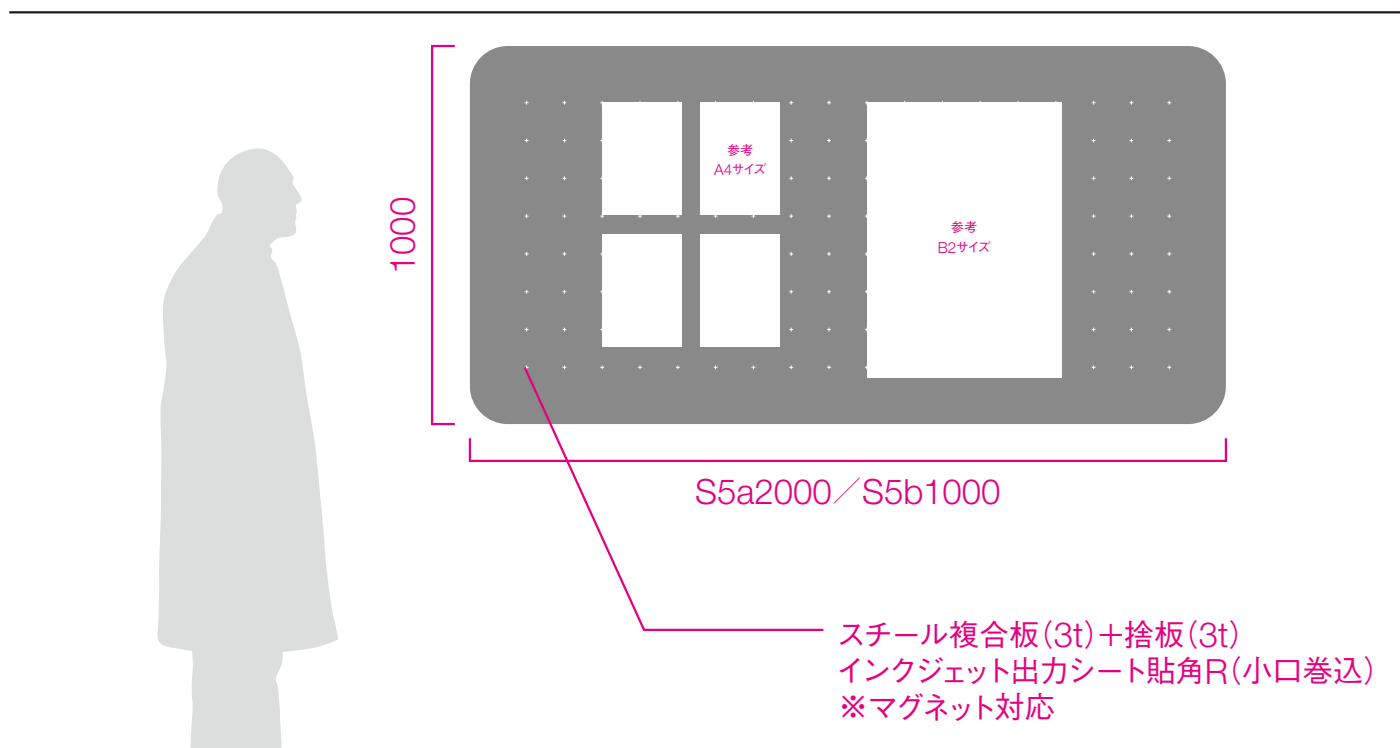 参考
A4サイズ
参考
B2サイズ
1000
S5a2000／S5b1000
スチール複合板(3t)＋捨板(3t)
インクジェット出力シート貼角R(小口巻込)
※マグネット対応